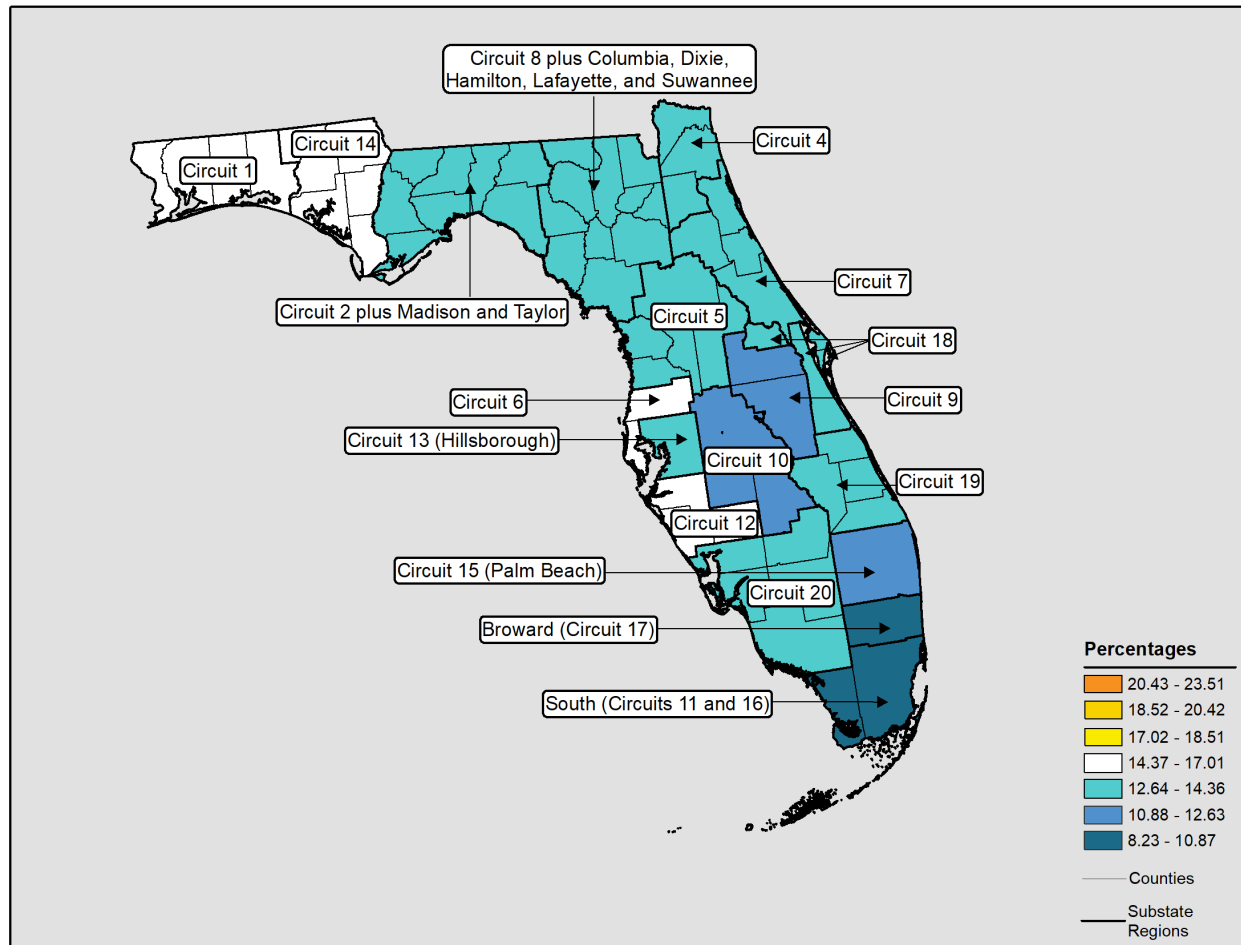 Circuit 8 plus Columbia, Dixie,
Hamilton, Lafayette, and Suwannee
Circuit 4
Circuit 14
Circuit 1
Circuit 7
Circuit 2 plus Madison and Taylor
Circuit 5
Circuit 18
Circuit 6
Circuit 9
Circuit 13 (Hillsborough)
Circuit 10
Circuit 19
Circuit 12
Circuit 15 (Palm Beach)
Circuit 20
Broward (Circuit 17)
South (Circuits 11 and 16)
Percentages
20.43 - 23.51
18.52 - 20.42
17.02 - 18.51
14.37 - 17.01
12.64 - 14.36
10.88 - 12.63
8.23 - 10.87
Counties
Substate
Regions